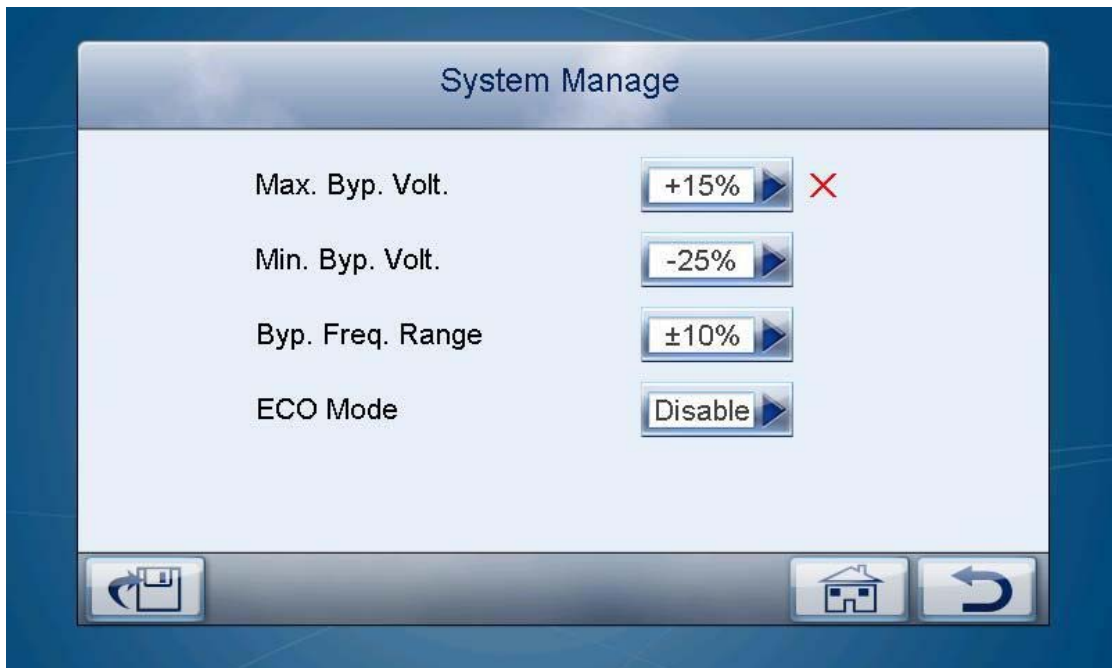 System Manage
Max. Byp. Volt. +15%
Min. Byp. Volt. -25%
Byp. Freq. Range ±10%
ECO Mode Disable